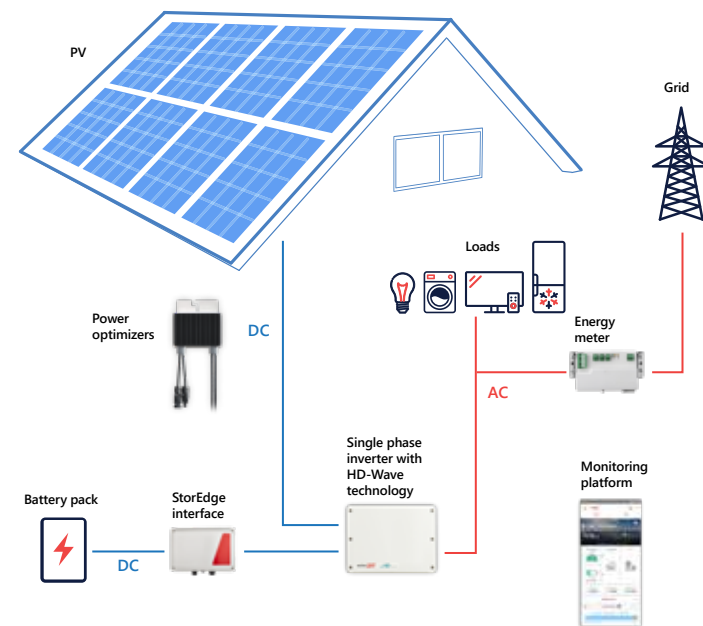 PV
Grid
Loads
Power
optimizers
DC
Energy
meter
AC
Single phase
inverter with
HD-Wave
technology
Monitoring
platform
Battery pack
StorEdge
interface
DC